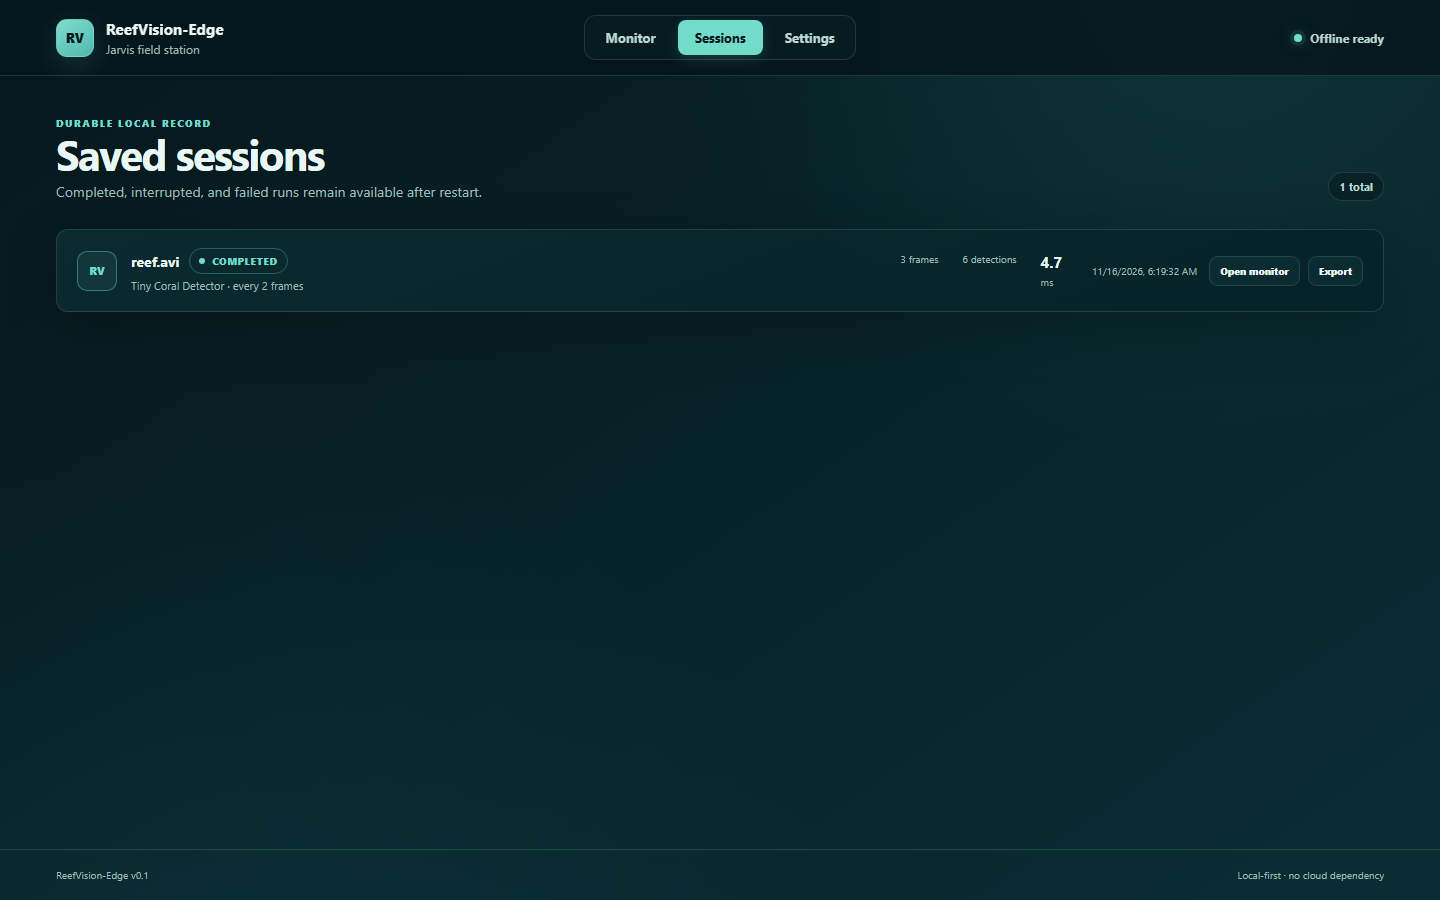 RV
ReefVision-Edge
Jarvis field station
Monitor
Sessions
Settings
Offline ready
DURABLE LOCAL RECORD
Saved sessions
Completed, interrupted, and failed runs remain available after restart.
1 total
RV
reef.avi
COMPLETED
Tiny Coral Detector · every 2 frames
3 frames
6 detections
4.7
ms
11/16/2026, 6:19:32 AM
Open monitor
Export
ReefVision-Edge v0.1
Local-first · no cloud dependency